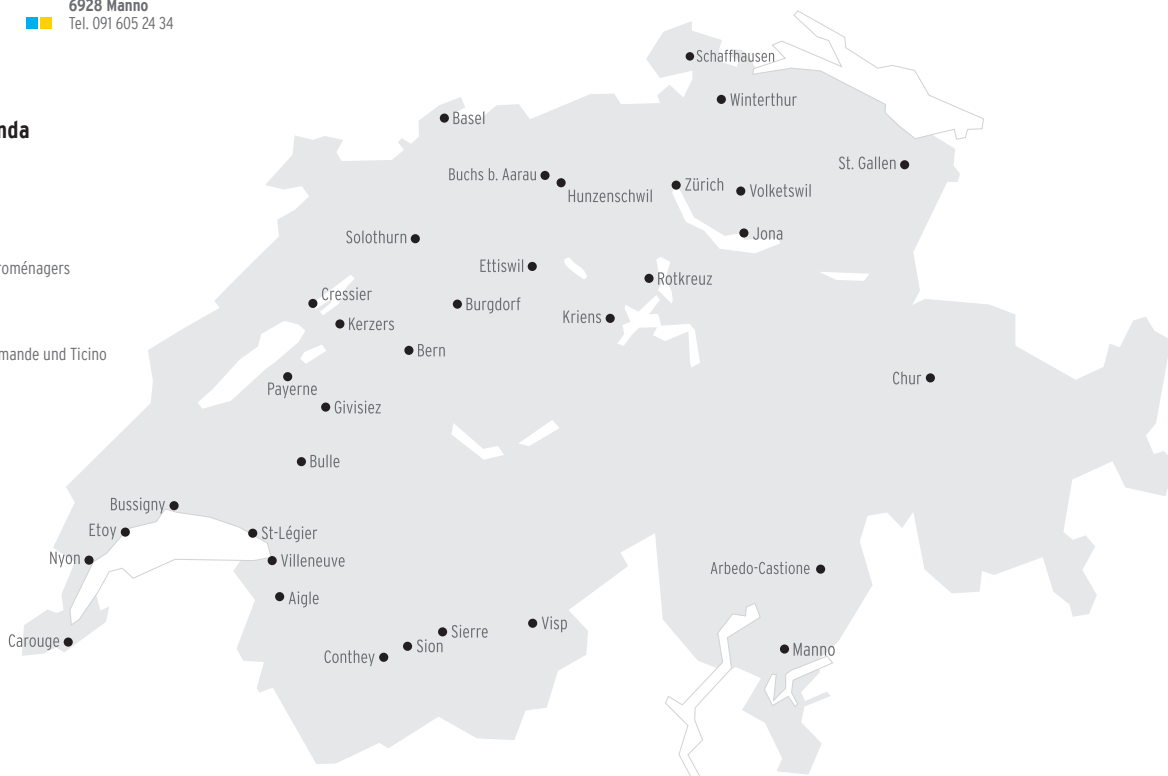 6928 Manno
Tel. 091 605 24 34
nda
roménagers
mande und Ticino
Schaffhausen
Winterthur
Basel
St. Gallen
Buchs b. Aarau
Hunzenschwil
Zürich
Volketswil
Jona
Solothurn
Ettiswil
Rotkreuz
Cressier
Burgdorf
Kriens
Kerzers
Bern
Chur
Payerne
Givisiez
Bulle
Bussigny
Etoy
St-Légier
Nyon
Villeneuve
Arbedo-Castione
Aigle
Visp
Sierre
Carouge
Sion
Conthey
Manno